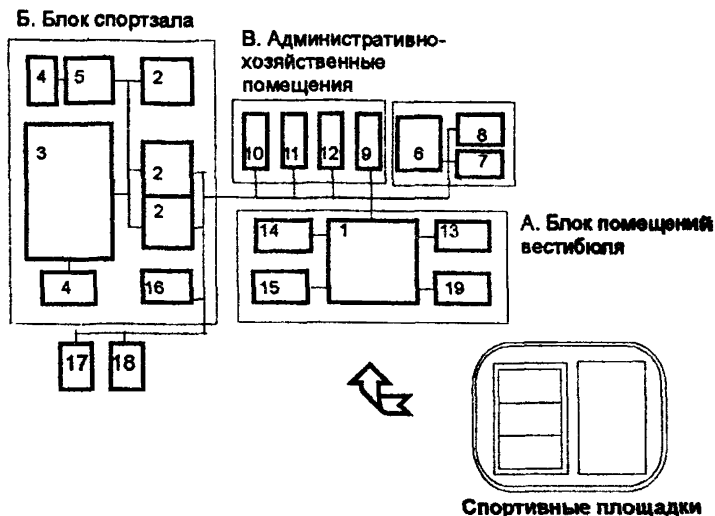 Б. Блок спортзала
4 5 2
3
2
2
4
16
17 18
В. Административно-
хозяйственные
помещения
10 11 12 9
6 8
7
14 1 13
15 19
А. Блок помещений
вестибюля
Спортивные площадки